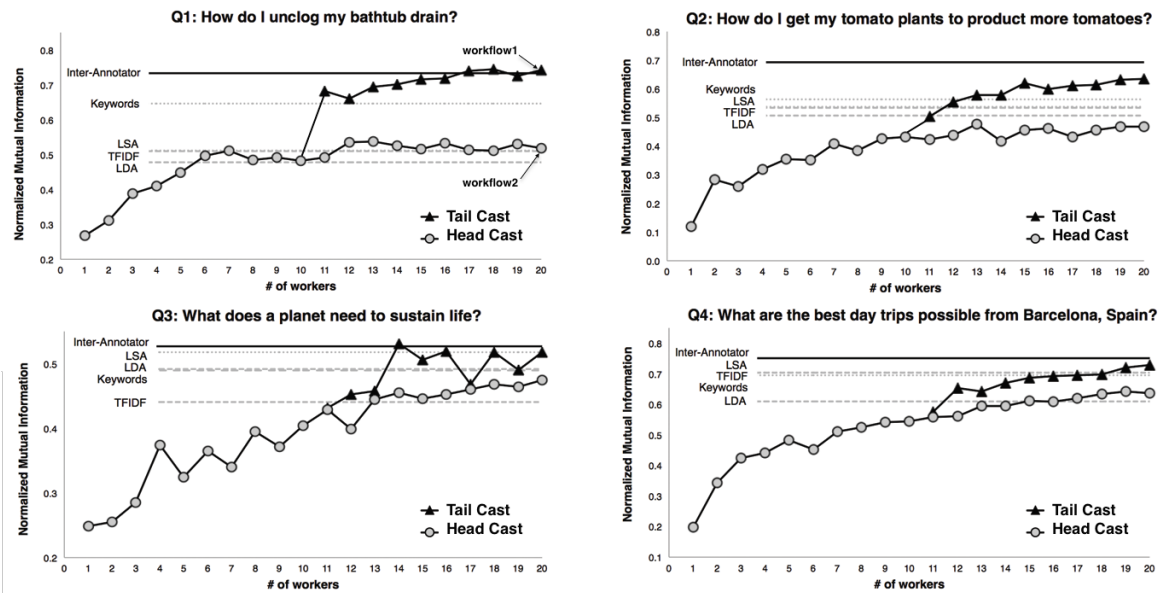 Q1: How do I unclog my bathtub drain?
Normalized Mutual Information
0.8
0.7
0.6
0.5
0.4
0.3
0.2
Inter-Annotator
Keywords
LSA
TFIDF
LDA
workflow1
workflow2
Tail Cast
Head Cast
0 1 2 3 4 5 6 7 8 9 10 11 12 13 14 15 16 17 18 19 20
# of workers
Q2: How do I get my tomato plants to product more tomatoes?
Normalized Mutual Information
0.8
0.7
0.6
0.5
0.4
0.3
0.2
0.1
0.0
Inter-Annotator
Keywords
LSA
TFIDF
LDA
Tail Cast
Head Cast
0 1 2 3 4 5 6 7 8 9 10 11 12 13 14 15 16 17 18 19 20
# of workers
Q3: What does a planet need to sustain life?
Normalized Mutual Information
0.5
0.4
0.3
0.2
Inter-Annotator
LSA
LDA
Keywords
TFIDF
Tail Cast
Head Cast
0 1 2 3 4 5 6 7 8 9 10 11 12 13 14 15 16 17 18 19 20
# of workers
Q4: What are the best day trips possible from Barcelona, Spain?
Normalized Mutual Information
0.8
0.7
0.6
0.5
0.4
0.3
0.2
0.1
Inter-Annotator
LSA
TFIDF
Keywords
LDA
Tail Cast
Head Cast
0 1 2 3 4 5 6 7 8 9 10 11 12 13 14 15 16 17 18 19 20
# of workers